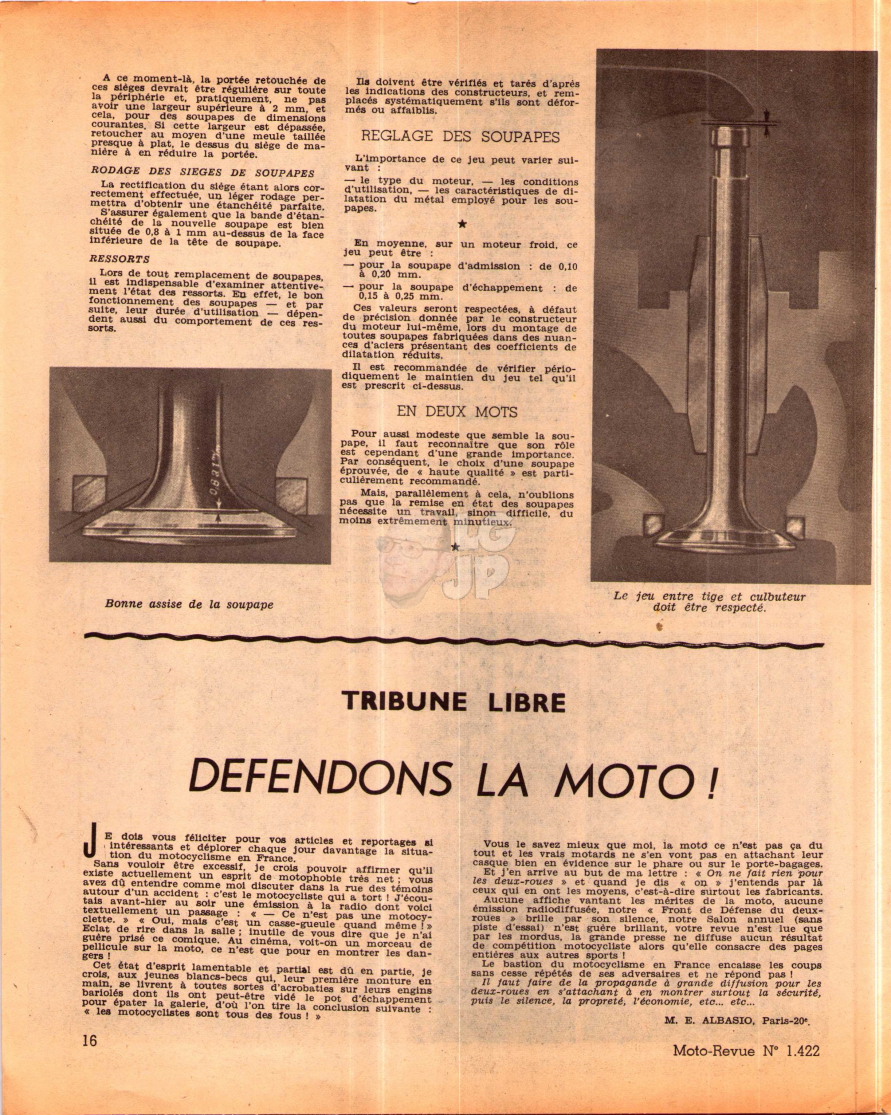 A ce moment-là, la portée retouchée de
ces sièges devrait être régulière sur toute
la périphérie et, pratiquement, ne pas
avoir une largeur supérieure à 2 mm, et
cela, pour des soupapes de dimensions
courantes. Si cette largeur est dépassée,
retoucher au moyen d'une meule taillée
presque à plat, le dessus du siège de ma-
nière à en réduire la portée.
RODAGE DES SIEGES DE SOUPAPES
La rectification du siège étant alors cor-
rectement effectuée, un léger rodage per-
mettra d'obtenir une étanchéité parfaite.
S'assurer également que la bande d'étan-
chéité de la nouvelle soupape est bien
située de 0,8 à 1 mm au-dessus de la face
inférieure de la tête de soupape.
RESSORTS
Lors de tout remplacement de soupapes,
il est indispensable d'examiner attentive-
ment l'état des ressorts. En effet, le bon
fonctionnement des soupapes — et par
suite, leur durée d'utilisation — dépen-
dent aussi du comportement de ces res-
sorts.
0,8 à 1 %
Bonne assise de la soupape
Ils doivent être vérifiés et tarés d'après
les indications des constructeurs, et rem-
placés systématiquement s'ils sont défor-
més ou affaiblis.
REGLAGE DES SOUPAPES
L'importance de ce jeu peut varier sui-
vant :
— le type du moteur, — les conditions
d'utilisation, — les caractéristiques de di-
latation du métal employé pour les sou-
papes.
★
En moyenne, sur un moteur froid, ce
jeu peut être :
— pour la soupape d'admission : de 0,10
à 0,20 mm.
— pour la soupape d'échappement : de
0,15 à 0,25 mm.
Ces valeurs seront respectées, à défaut
de précision donnée par le constructeur
du moteur lui-même, lors du montage de
toutes soupapes fabriquées dans des nuan-
ces d'aciers présentant des coefficients de
dilatation réduits.
Il est recommandée de vérifier pério-
diquement le maintien du jeu tel qu'il
est prescrit ci-dessus.
EN DEUX MOTS
Pour aussi modeste que semble la sou-
pape, il faut reconnaître que son rôle
est cependant d'une grande importance.
Par conséquent, le choix d'une soupape
éprouvée, de « haute qualité » est parti-
culièrement recommandé.
Mais, parallèlement à cela, n'oublions
pas que la remise en état des soupapes
nécessite un travail, sinon difficile, du
moins extrêmement minutieux.
★
LG
JP
Le jeu entre tige et culbuteur
doit être respecté.
TRIBUNE LIBRE
DEFENDONS LA MOTO !
JE dois vous féliciter pour vos articles et reportages si
intéressants et déplorer chaque jour davantage la situa-
tion du motocyclisme en France.
Sans vouloir être excessif, je crois pouvoir affirmer qu'il
existe actuellement un esprit de motophobie très net ; vous
avez dû entendre comme moi discuter dans la rue des témoins
autour d'un accident : c'est le motocycliste qui a tort ! J'écou-
tais avant-hier au soir une émission à la radio dont voici
textuellement un passage : « — Ce n'est pas une motocy-
clette. » « Oui, mais c'est un casse-gueule quand même ! »
Eclat de rire dans la salle ; inutile de vous dire que je n'ai
guère prisé ce comique. Au cinéma, voit-on un morceau de
pellicule sur la moto, ce n'est que pour en montrer les dan-
gers !
Cet état d'esprit lamentable et partial est dû en partie, je
crois, aux jeunes blancs-becs qui, leur première monture en
main, se livrent à toutes sortes d'acrobaties sur leurs engins
bariolés dont ils ont peut-être vidé le pot d'échappement
pour épater la galerie, d'où l'on tire la conclusion suivante :
« les motocyclistes sont tous des fous ! »
Vous le savez mieux que moi, la moto ce n'est pas ça du
tout et les vrais motards ne s'en vont pas en attachant leur
casque bien en évidence sur le phare ou sur le porte-bagages.
Et j'en arrive au but de ma lettre : « On ne fait rien pour
les deux-roues » et quand je dis « on » j'entends par là
ceux qui en ont les moyens, c'est-à-dire surtout les fabricants.
Aucune affiche vantant les mérites de la moto, aucune
émission radiodiffusée, notre « Front de Défense du deux-
roues » brille par son silence, notre Salon annuel (sans
piste d'essai) n'est guère brillant, votre revue n'est lue que
par les mordus, la grande presse ne diffuse aucun résultat
de compétition motocycliste alors qu'elle consacre des pages
entières aux autres sports !
Le bastion du motocyclisme en France encaisse les coups
sans cesse répétés de ses adversaires et ne répond pas !
Il faut faire de la propagande à grande diffusion pour les
deux-roues en s'attachant à en montrer surtout la sécurité,
puis le silence, la propreté, l'économie, etc... etc...
M. E. ALBASIO, Paris-20ᵉ.
16
Moto-Revue N° 1.422